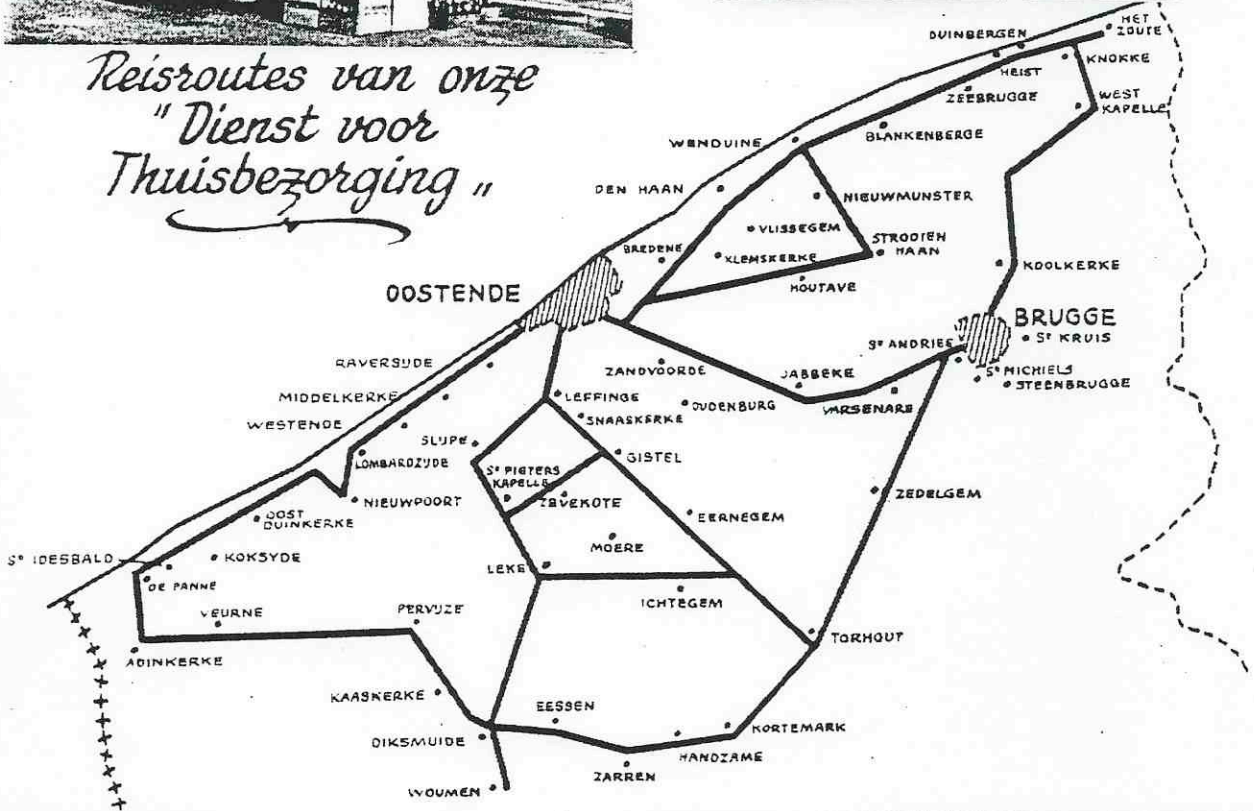 Reisroutes van onze
"Dienst voor
Thuisbezorging„
DUINBERGEN
HET
ZOUTE
HEIST
KNOKKE
ZEEBRUGGE
WEST
KAPELLE
BLANKENBERGE
WENDUINE
DEN HAAN
NIEUWMUNSTER
VLISSEGEM
STROOIEN
HAAN
BREDENE
KLEMSKERKE
KOOLKERKE
HOUTAVE
OOSTENDE
BRUGGE
St KRUIS
St ANDRIES
RAVERSIJDE
ZANDVOORDE
JABBEKE
St MICHIELS
STEENBRUGGE
MIDDELKERKE
LEFFINGE
OUDENBURG
VARSENARE
SNAASKERKE
WESTENDE
SLIJPE
GISTEL
LOMBARDZIJDE
St PIETERS
KAPELLE
NIEUWPOORT
ZEVEKOTE
ZEDELGEM
OOST
DUINKERKE
EERNEGEM
MOERE
St IDESBALD
KOKSYDE
LEKE
DE PANNE
ICHTEGEM
VEURNE
PERVIJZE
TORHOUT
ADINKERKE
KAASKERKE
EESSEN
KORTEMARK
DIKSMUIDE
HANDZAME
ZARREN
WOUMEN